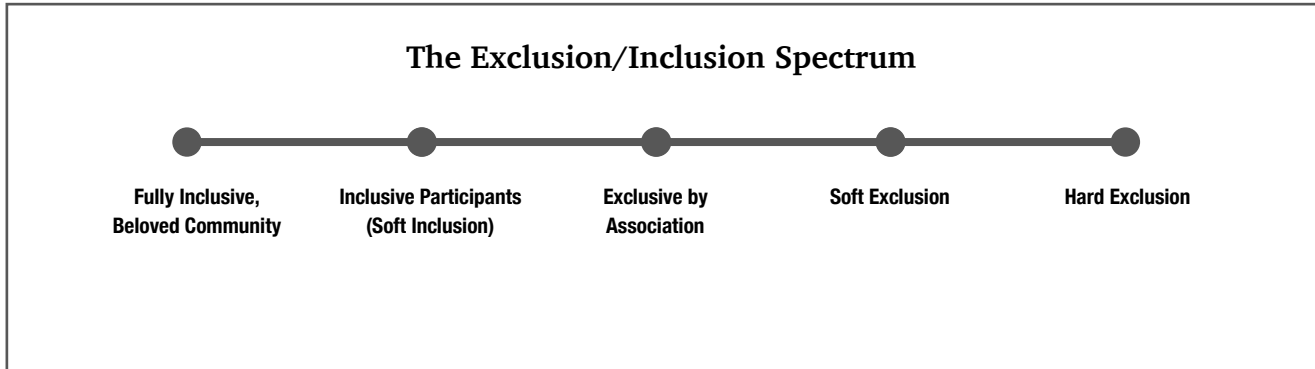 The Exclusion/Inclusion Spectrum
Fully Inclusive,
Beloved Community
Inclusive Participants
(Soft Inclusion)
Exclusive by
Association
Soft Exclusion
Hard Exclusion